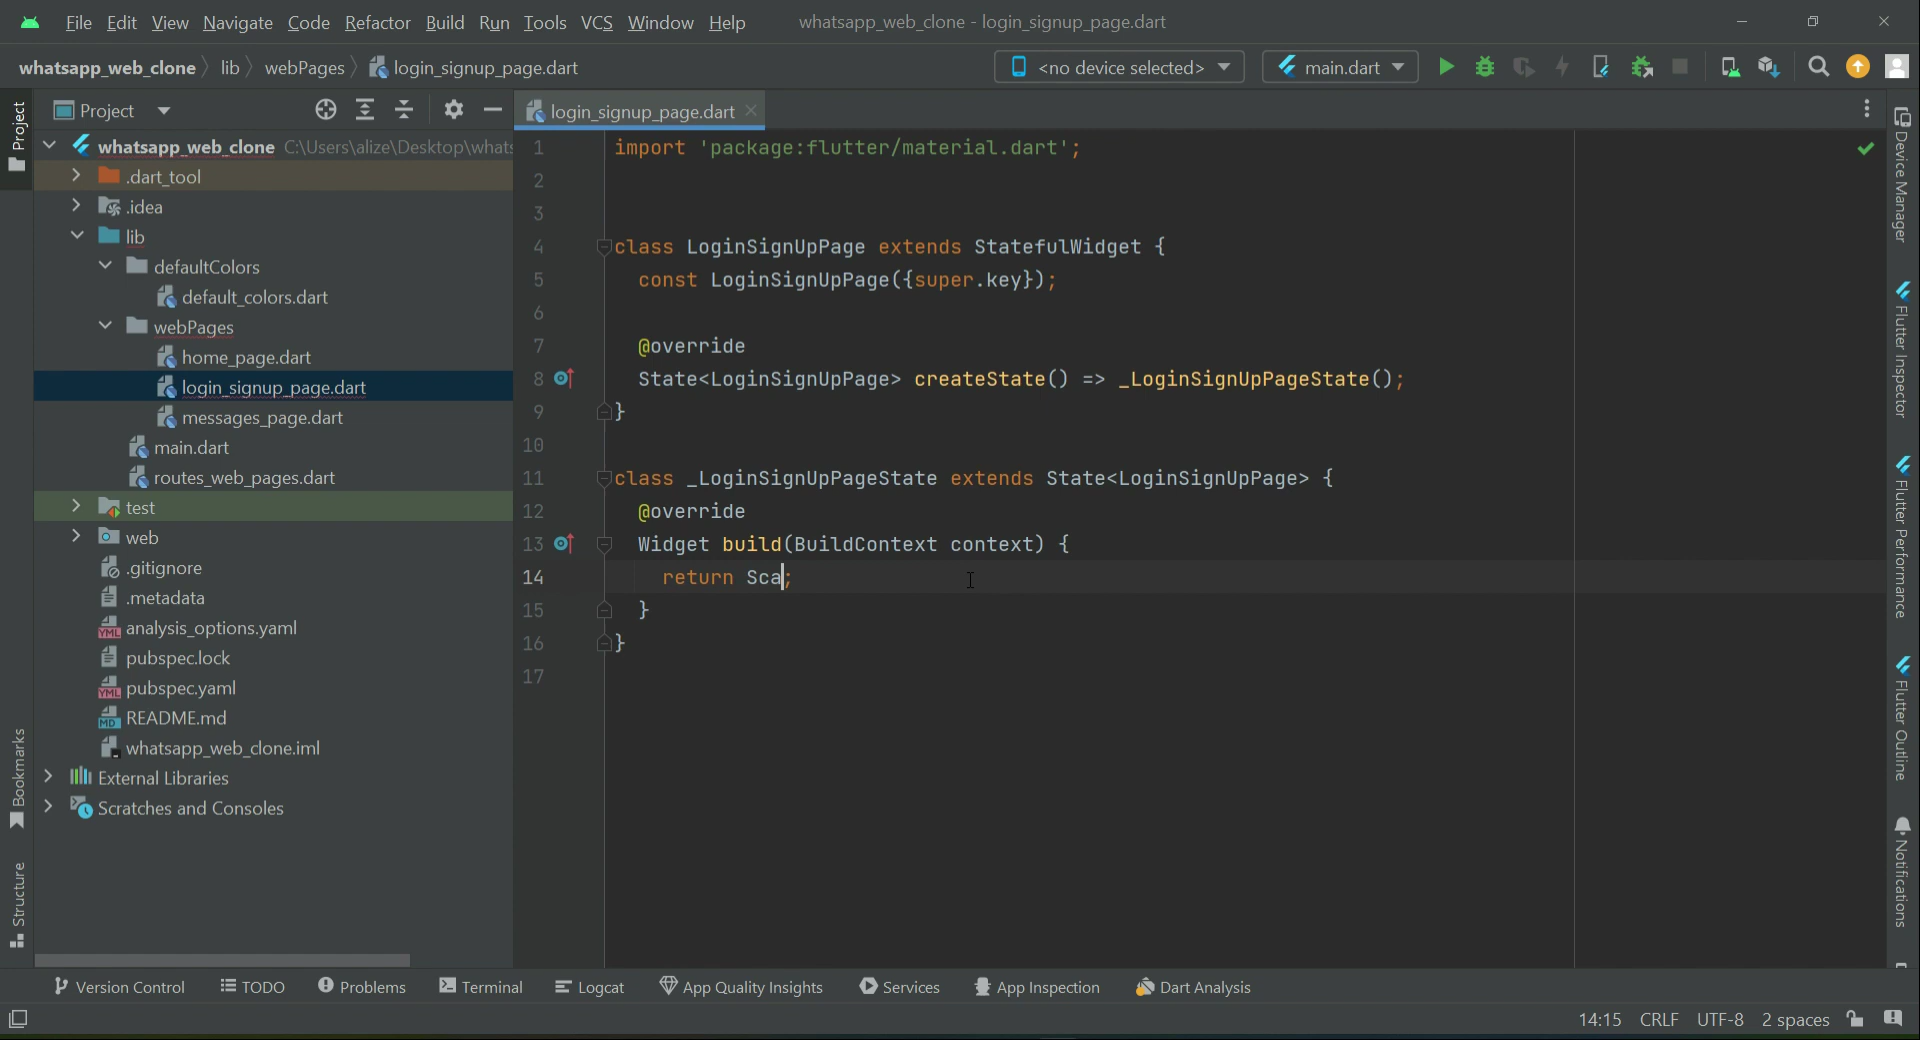 File Edit View Navigate Code Refactor Build Run Tools VCS Window Help whatsapp_web_clone - login_signup_page.dart
whatsapp_web_clone lib webPages login_signup_page.dart <no device selected> main.dart
Project
Project
login_signup_page.dart
whatsapp_web_clone C:\Users\alize\Desktop\whats
.dart_tool
.idea
lib
defaultColors
default_colors.dart
webPages
home_page.dart
login_signup_page.dart
messages_page.dart
main.dart
routes_web_pages.dart
test
web
.gitignore
.metadata
analysis_options.yaml
pubspec.lock
pubspec.yaml
README.md
whatsapp_web_clone.iml
External Libraries
Scratches and Consoles
Bookmarks
Structure
1 import 'package:flutter/material.dart';
2
3
4 class LoginSignUpPage extends StatefulWidget {
5 const LoginSignUpPage({super.key});
6
7 @override
8 State<LoginSignUpPage> createState() => _LoginSignUpPageState();
9 }
10
11 class _LoginSignUpPageState extends State<LoginSignUpPage> {
12 @override
13 Widget build(BuildContext context) {
14 return Sca;
15 }
16 }
17
Device Manager
Flutter Inspector
Flutter Performance
Flutter Outline
Notifications
Version Control TODO Problems Terminal Logcat App Quality Insights Services App Inspection Dart Analysis
14:15 CRLF UTF-8 2 spaces